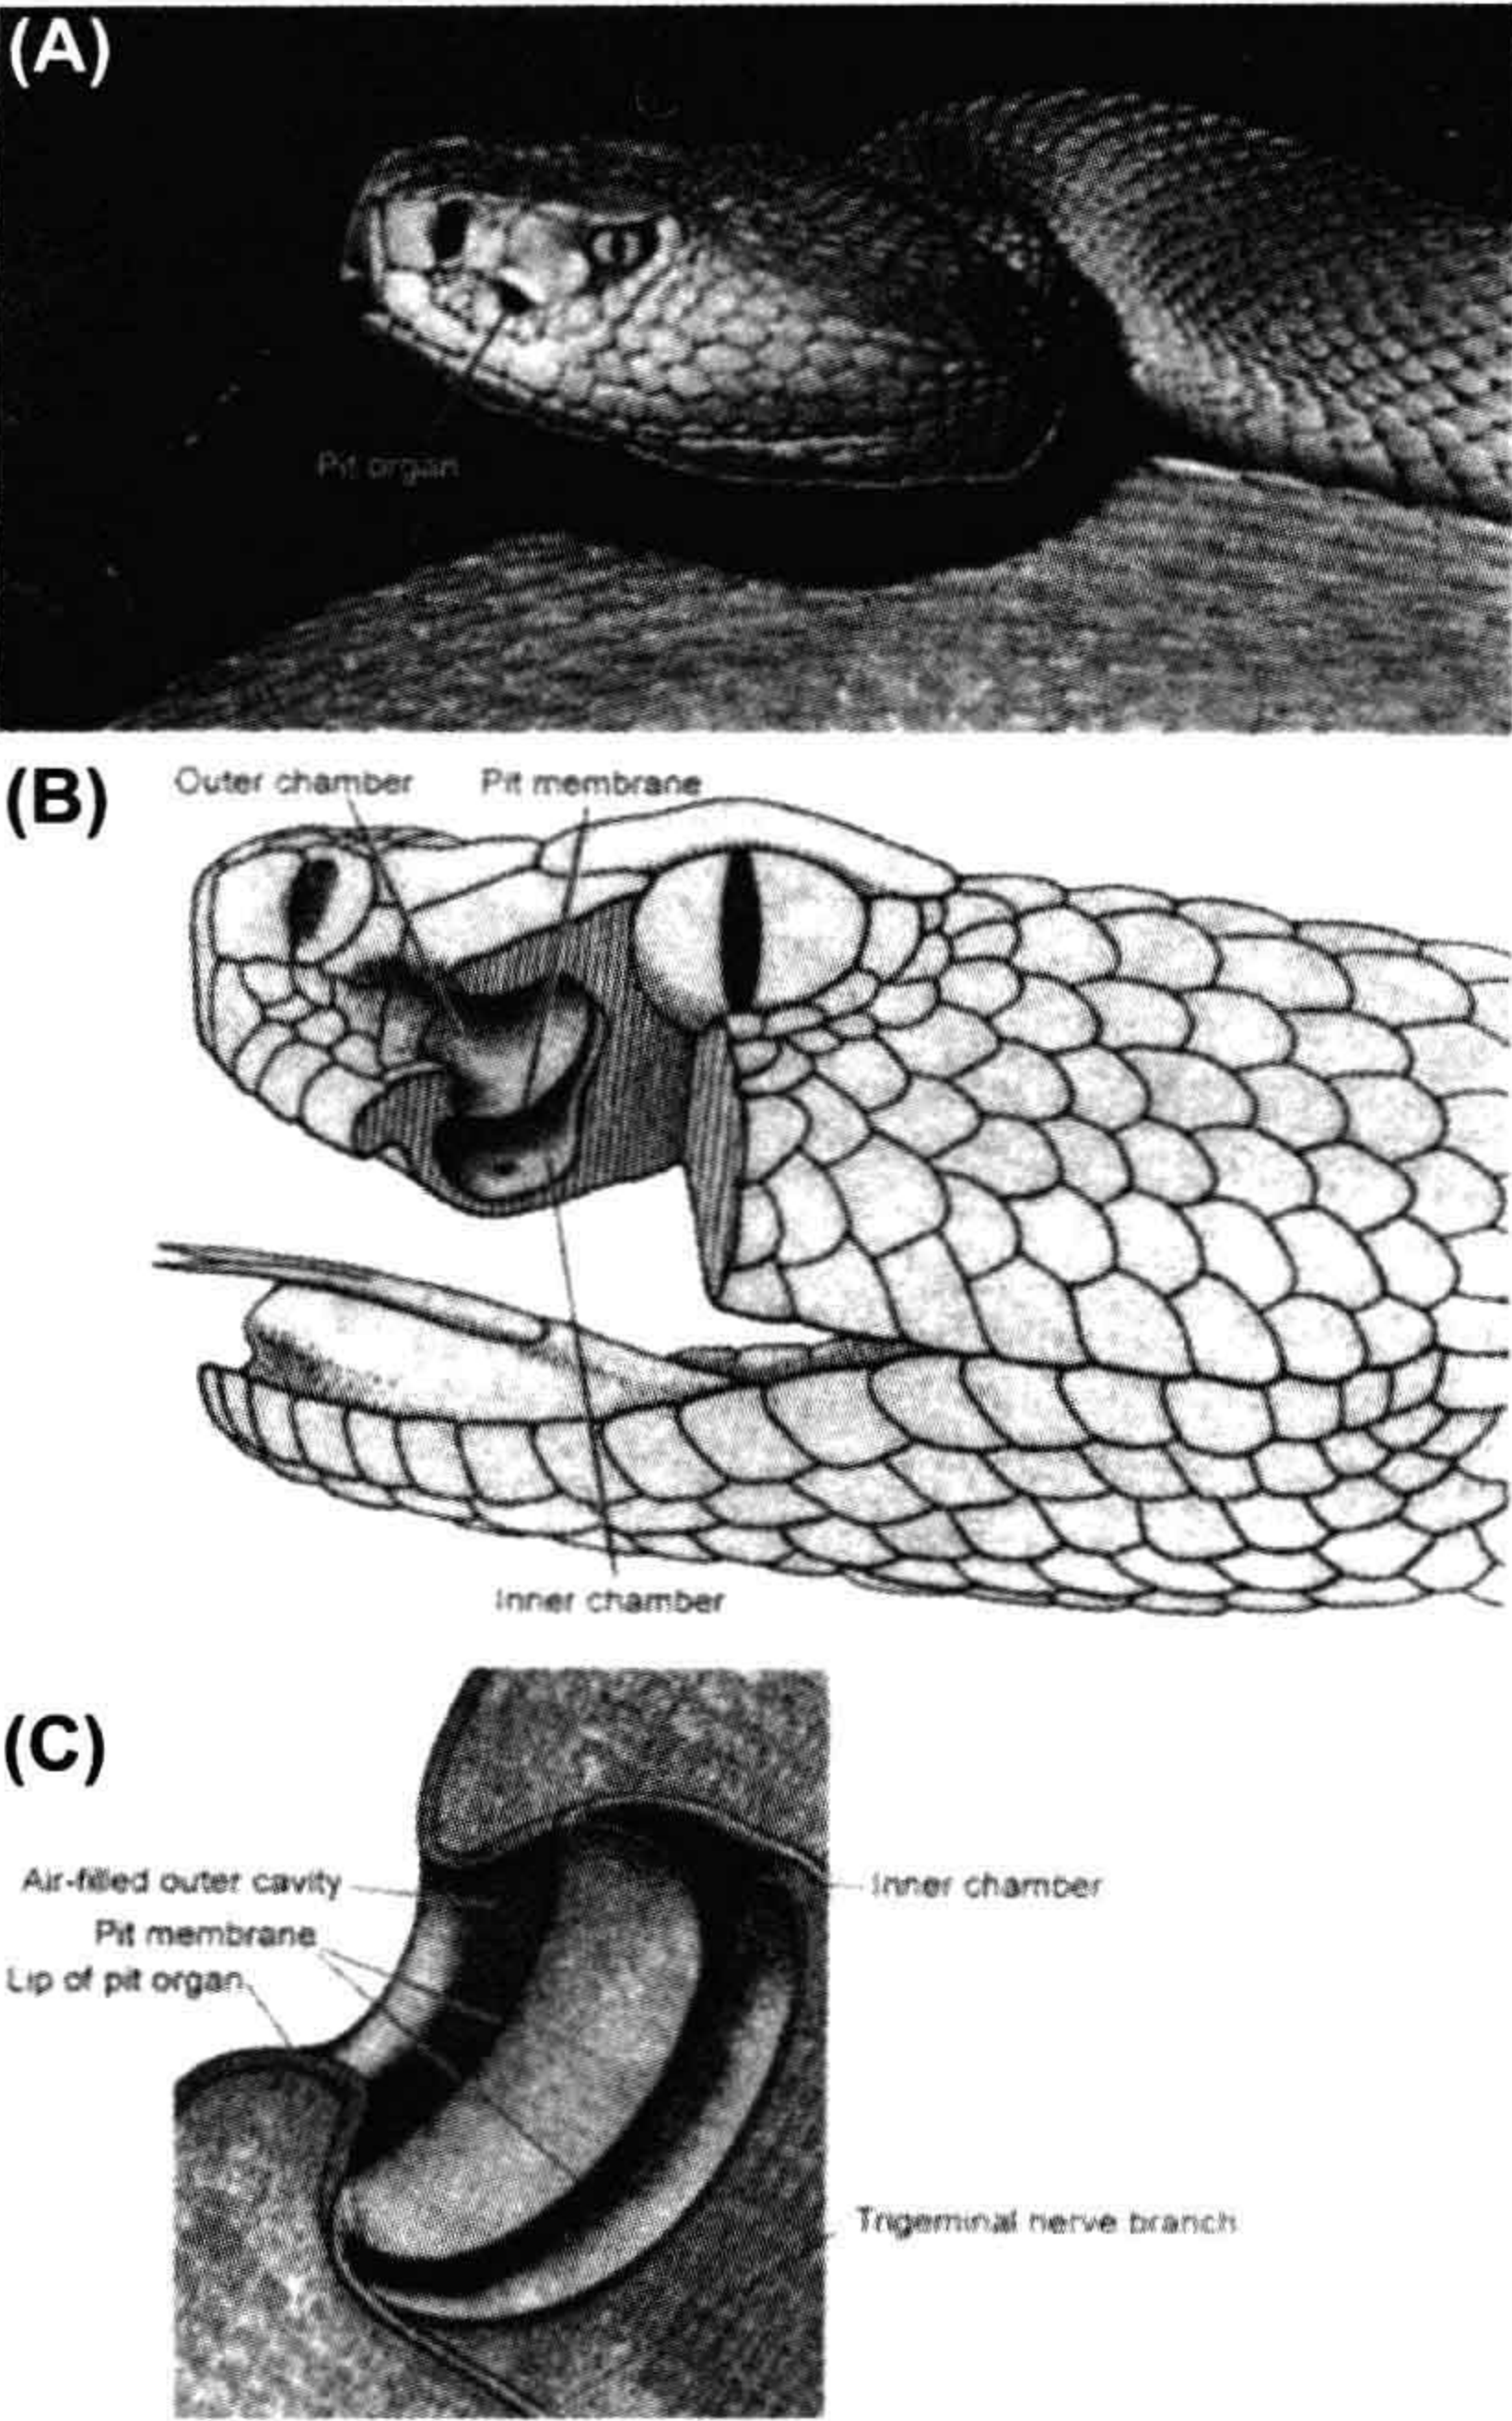 (A)
Pit organ
(B)
Outer chamber
Pit membrane
Inner chamber
(C)
Air-filled outer cavity
Pit membrane
Lip of pit organ
Inner chamber
Trigeminal nerve branch